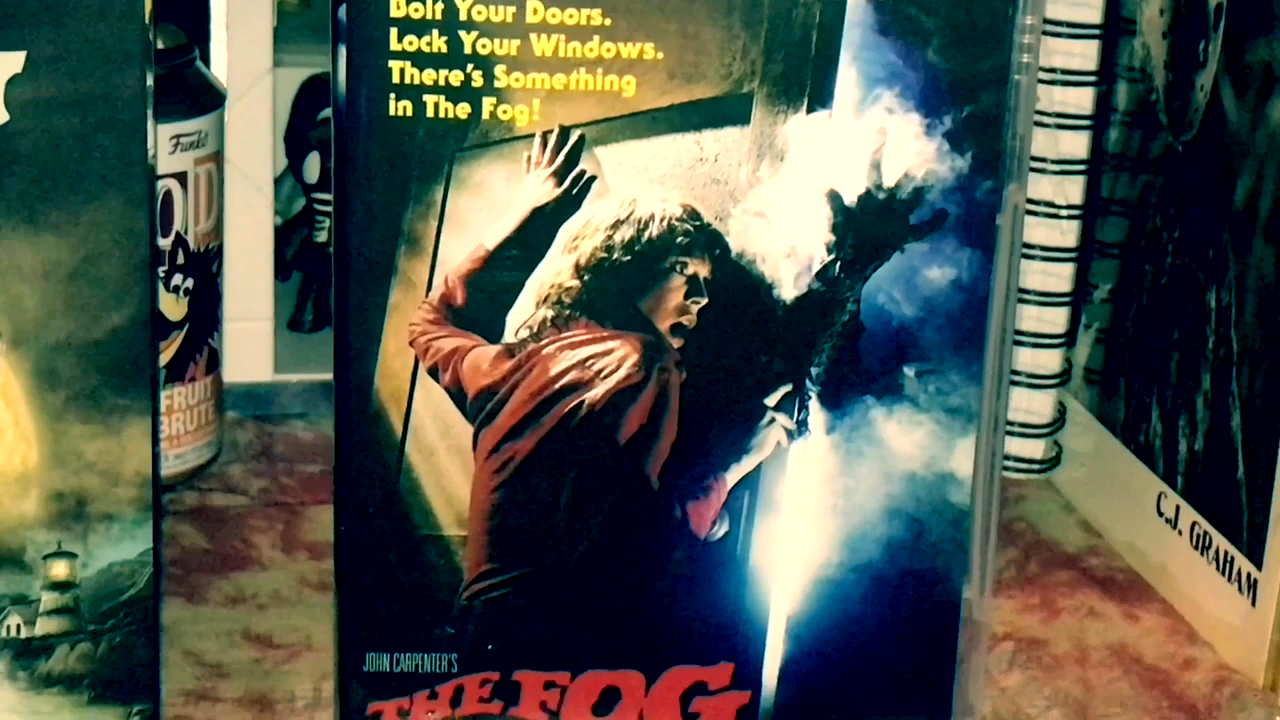 Bolt Your Doors.
Lock Your Windows.
There's Something
in The Fog!
Funko
FRUIT
BRUTE
C.J. GRAHAM
JOHN CARPENTER'S
THE FOG